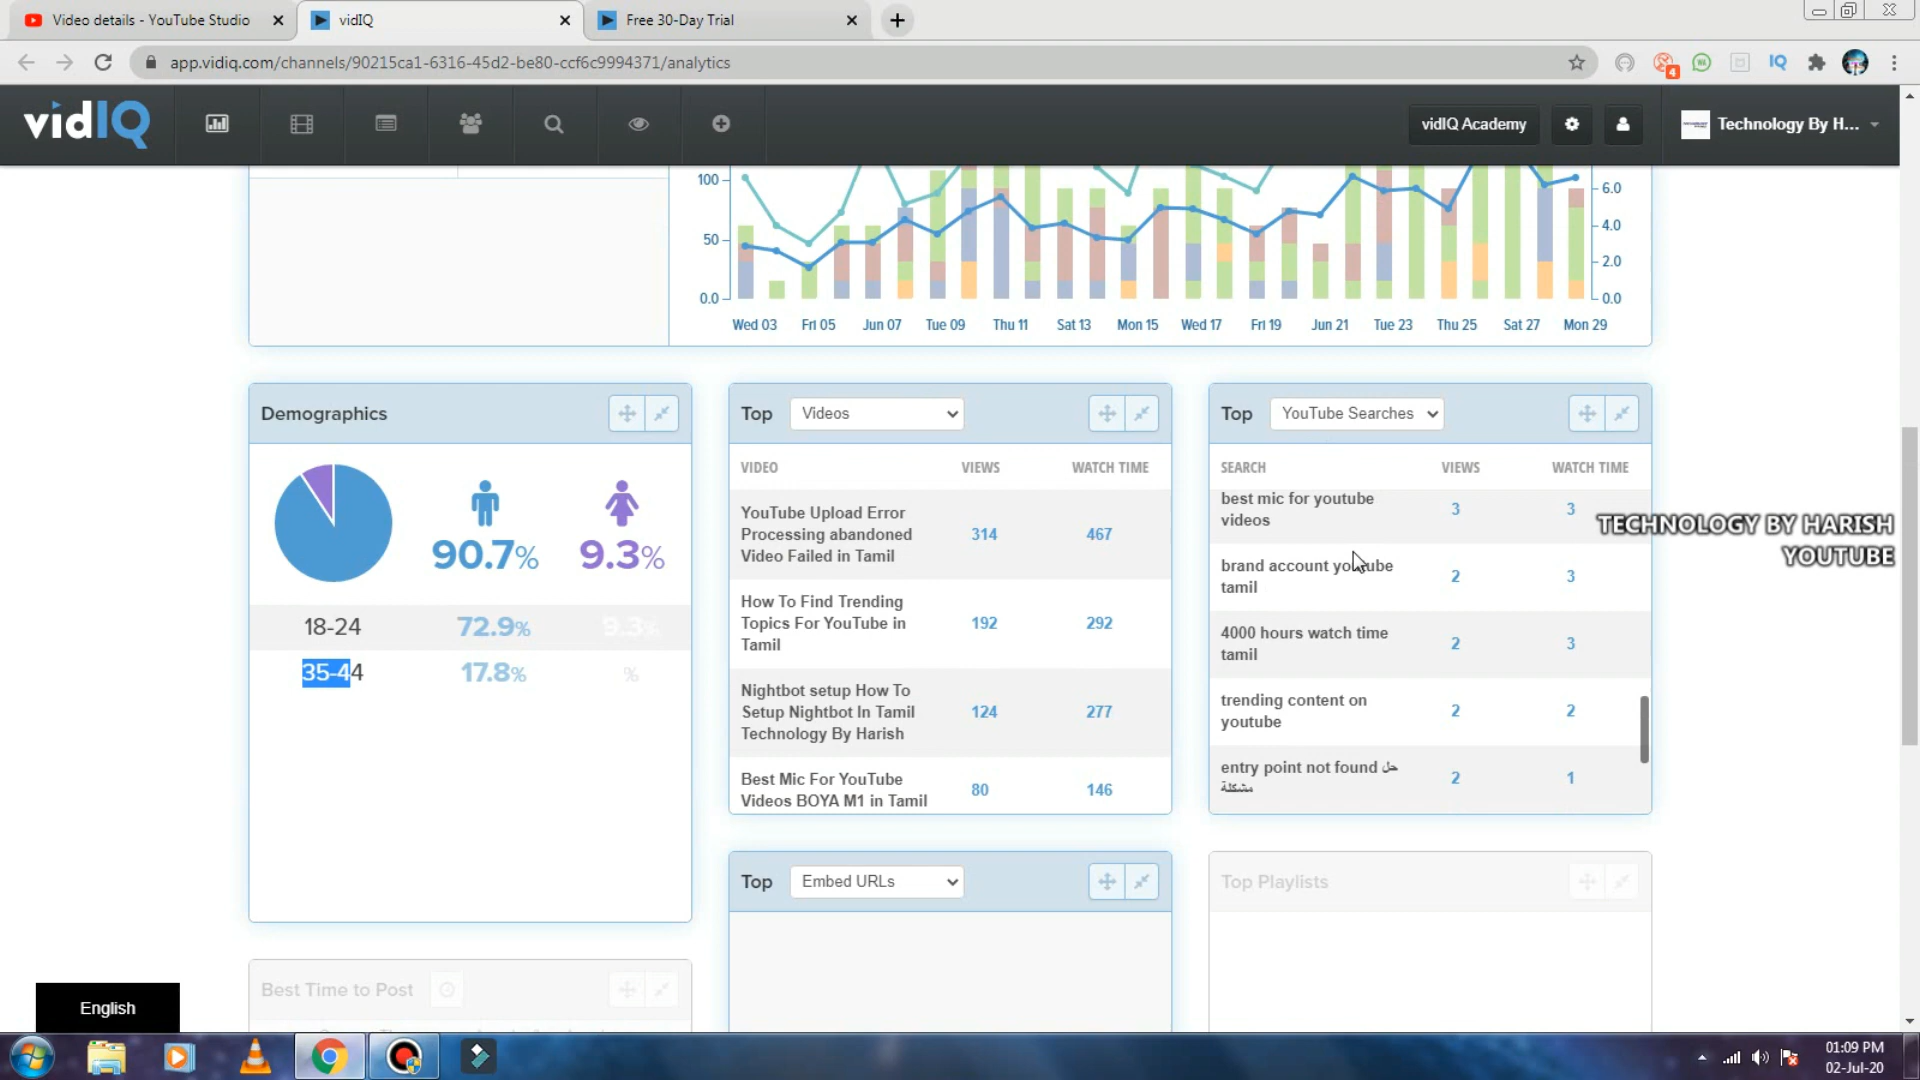 Video details - YouTube Studio
vidIQ
Free 30-Day Trial
app.vidiq.com/channels/90215ca1-6316-45d2-be80-ccf6c9994371/analytics
4
IQ
vidIQ
vidIQ Academy
Technology By H...
100
50
0.0
6.0
4.0
2.0
0.0
Wed 03 Fri 05 Jun 07 Tue 09 Thu 11 Sat 13 Mon 15 Wed 17 Fri 19 Jun 21 Tue 23 Thu 25 Sat 27 Mon 29
Demographics
90.7% 9.3%
18-24 72.9% 9.3%
35-44 17.8% %
Top Videos
VIDEO VIEWS WATCH TIME
YouTube Upload Error
Processing abandoned 314 467
Video Failed in Tamil
How To Find Trending
Topics For YouTube in 192 292
Tamil
Nightbot setup How To
Setup Nightbot In Tamil 124 277
Technology By Harish
Best Mic For YouTube
Videos BOYA M1 in Tamil 80 146
Top YouTube Searches
SEARCH VIEWS WATCH TIME
best mic for youtube
videos 3 3
brand account youtube
tamil 2 3
4000 hours watch time
tamil 2 3
trending content on
youtube 2 2
entry point not found حل
مشكلة 2 1
TECHNOLOGY BY HARISH
YOUTUBE
Top Embed URLs
Top Playlists
Best Time to Post
English
01:09 PM
02-Jul-20